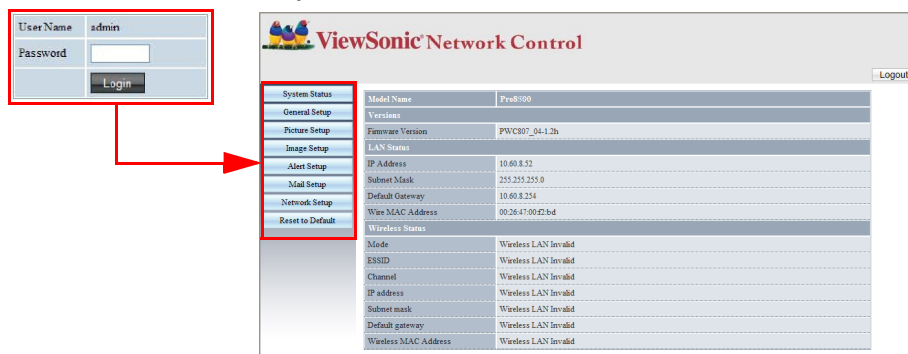 UserName admin
Password
Login
ViewSonic® Network Control
Logout
System Status
General Setup
Picture Setup
Image Setup
Alert Setup
Mail Setup
Network Setup
Reset to Default
Model Name Pro8500
Versions
Firmware Version PWC807_04-1.2h
LAN Status
IP Address 10.60.8.52
Subnet Mask 255.255.255.0
Default Gateway 10.60.8.254
Wire MAC Address 00:26:47:00:f2:bd
Wireless Status
Mode Wireless LAN Invalid
ESSID Wireless LAN Invalid
Channel Wireless LAN Invalid
IP address Wireless LAN Invalid
Subnet mask Wireless LAN Invalid
Default gateway Wireless LAN Invalid
Wireless MAC Address Wireless LAN Invalid